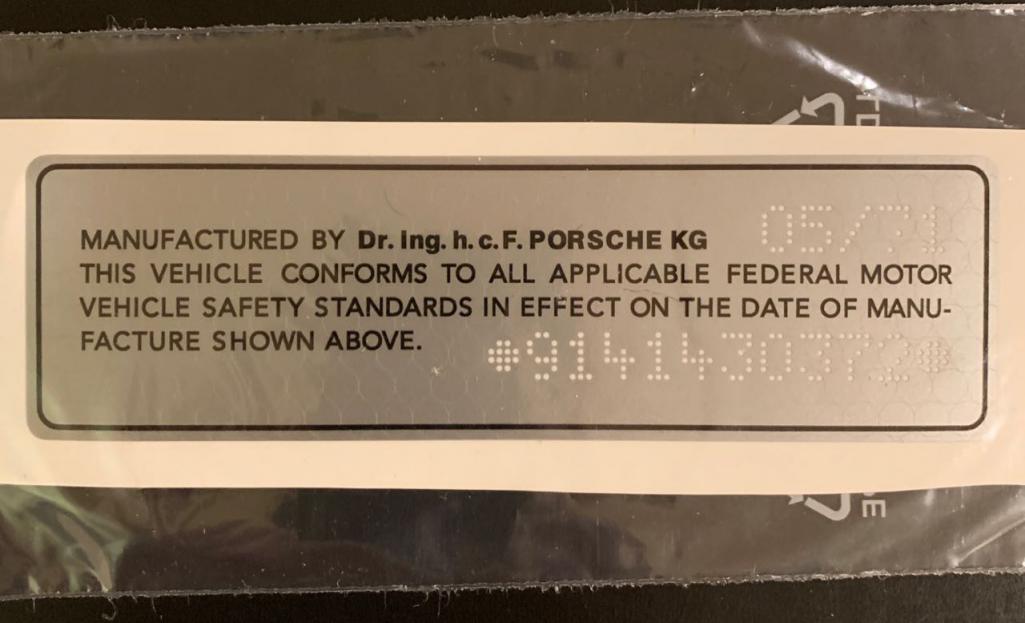 05/71
MANUFACTURED BY Dr. Ing. h. c. F. PORSCHE KG
THIS VEHICLE CONFORMS TO ALL APPLICABLE FEDERAL MOTOR
VEHICLE SAFETY STANDARDS IN EFFECT ON THE DATE OF MANU-
FACTURE SHOWN ABOVE.
9141430372